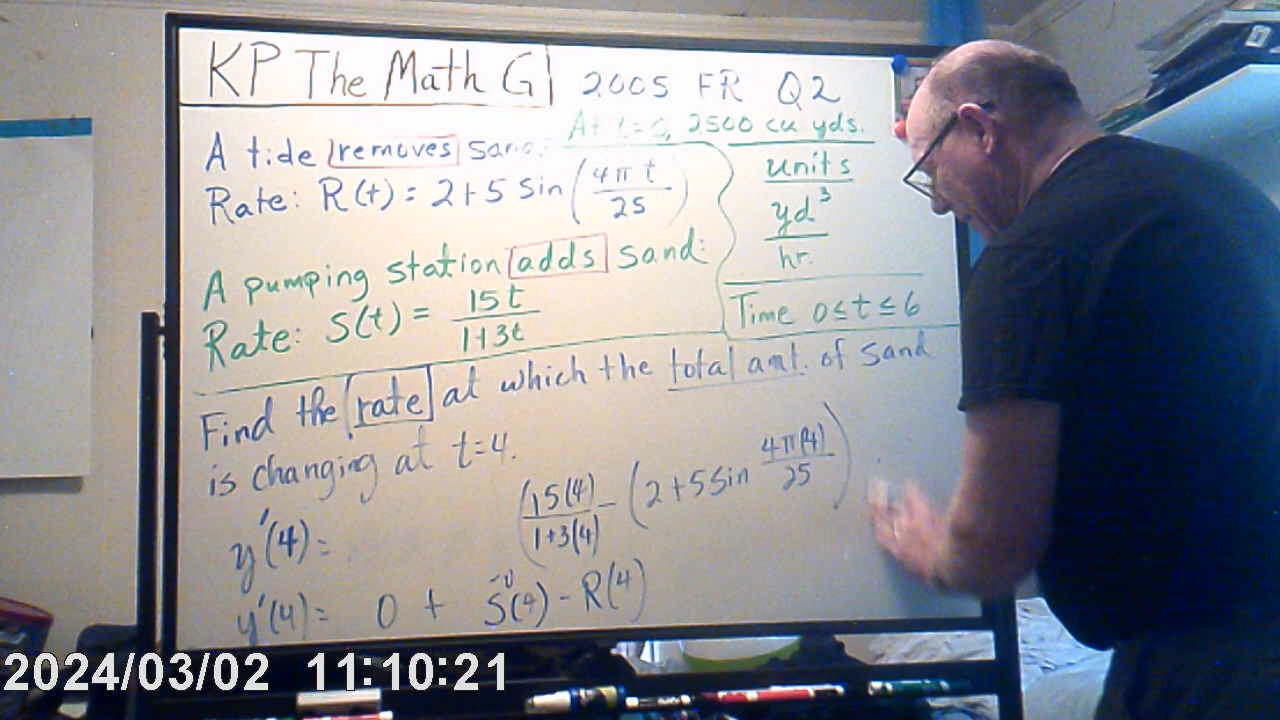 KP The Math G 2005 FR Q2
At t=0, 2500 cu yds.
A tide removes sand:
Rate: R(t) = 2+5 sin(4πt/25)
A pumping station adds sand:
Rate: S(t) = 15t/1+3t
units
yd³/hr.
Time 0≤t≤6
Find the rate at which the total amt. of sand
is changing at t=4.
y'(4)= (15(4)/1+3(4) - (2+5sin 4π(4)/25)
y'(4)= 0 + S(4) - R(4)
2024/03/02 11:10:21